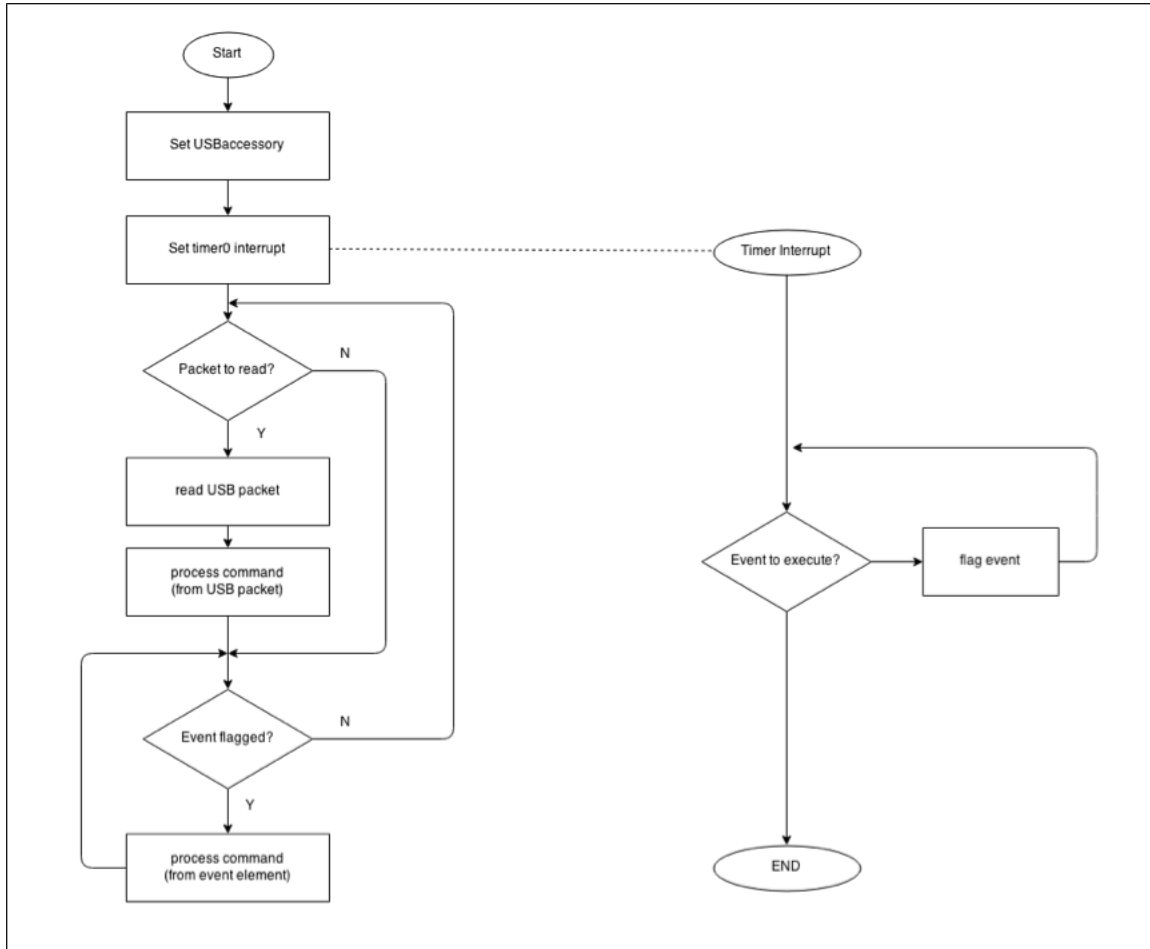 Start
Set USBaccessory
Set timer0 interrupt
Timer Interrupt
Packet to read?
N
Y
read USB packet
process command
(from USB packet)
Event to execute?
flag event
Event flagged?
N
Y
process command
(from event element)
END